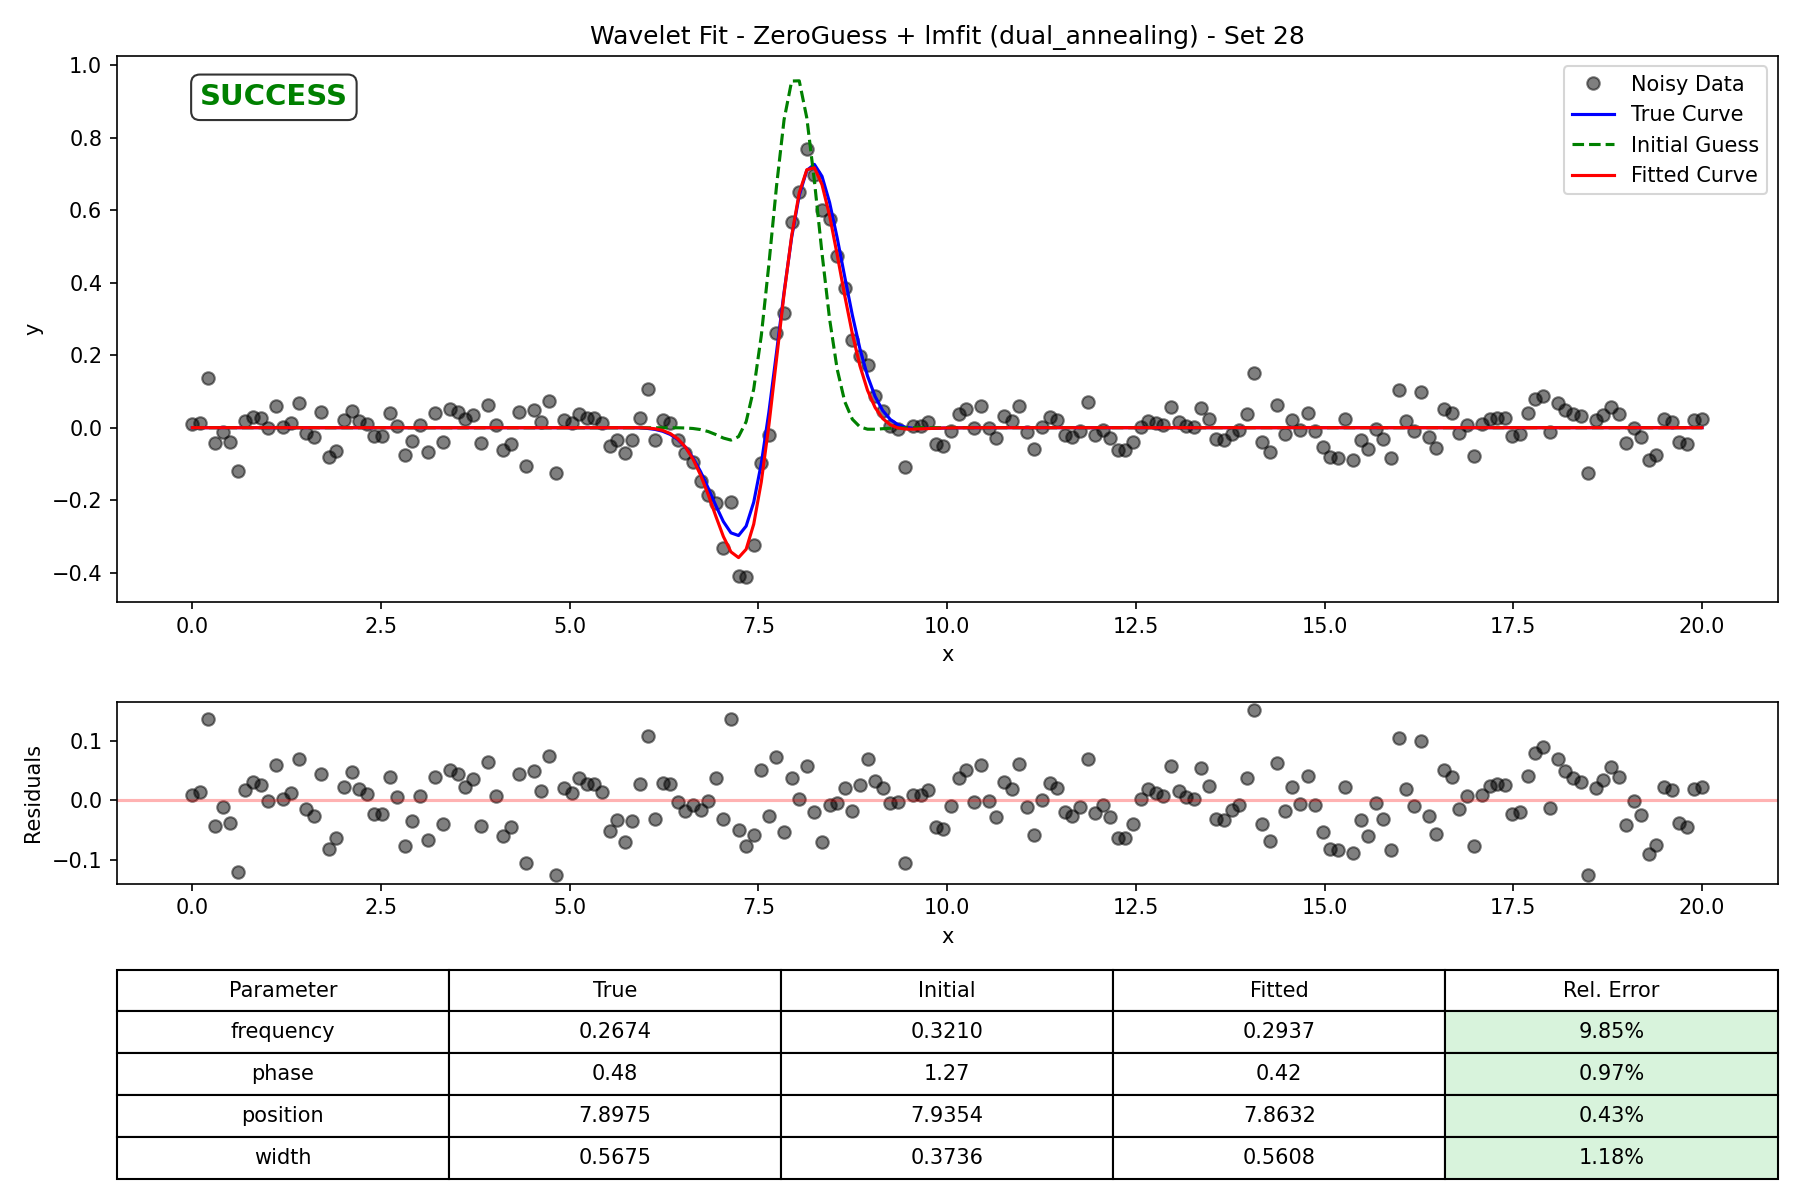 Wavelet Fit - ZeroGuess + lmfit (dual_annealing) - Set 28
SUCCESS
Noisy Data
True Curve
Initial Guess
Fitted Curve
1.0
0.8
0.6
0.4
0.2
0.0
−0.2
−0.4
y
0.0 2.5 5.0 7.5 10.0 12.5 15.0 17.5 20.0
x
0.1
0.0
−0.1
Residuals
0.0 2.5 5.0 7.5 10.0 12.5 15.0 17.5 20.0
x
Parameter True Initial Fitted Rel. Error
frequency 0.2674 0.3210 0.2937 9.85%
phase 0.48 1.27 0.42 0.97%
position 7.8975 7.9354 7.8632 0.43%
width 0.5675 0.3736 0.5608 1.18%